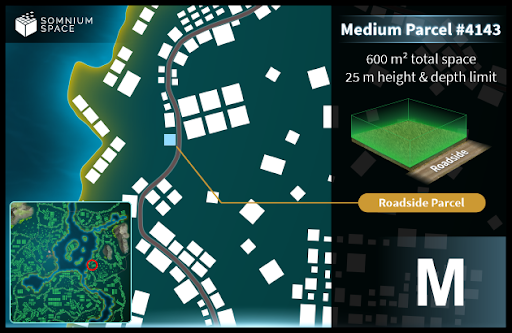 SOMNIUM
SPACE
Medium Parcel #4143
600 m² total space
25 m height & depth limit
Roadside
Roadside Parcel
M